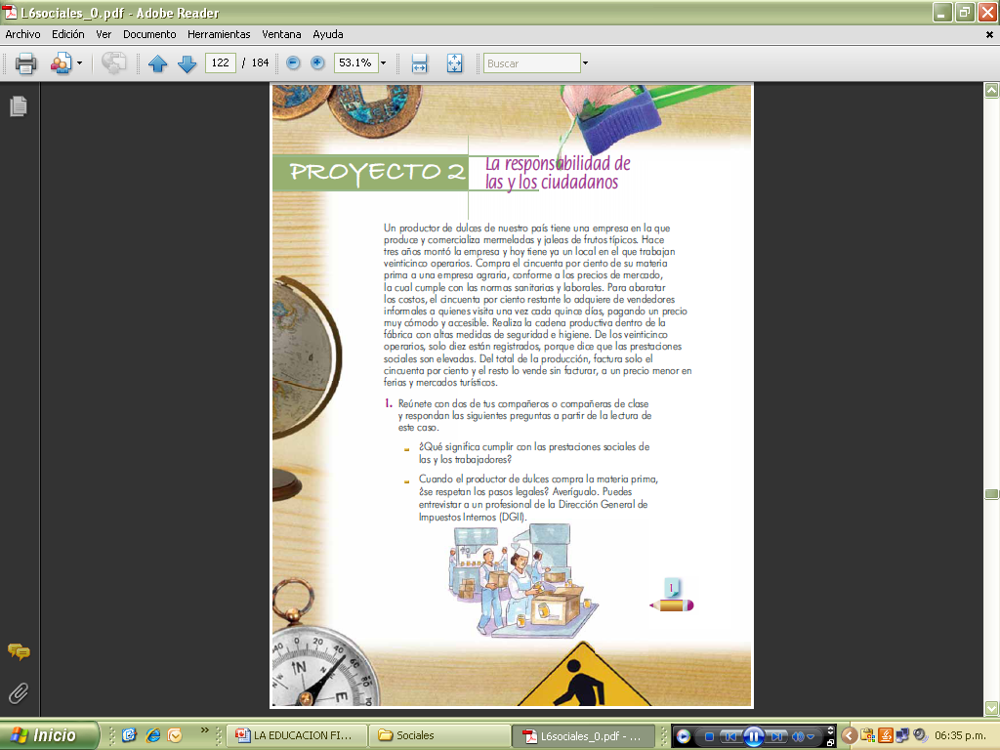 L6sociales_0.pdf - Adobe Reader
Archivo Edición Ver Documento Herramientas Ventana Ayuda
122 / 184 53.1% Buscar
PROYECTO 2
La responsabilidad de
las y los ciudadanos
Un productor de dulces de nuestro país tiene una empresa en la que
produce y comercializa mermeladas y jaleas de frutos típicos. Hace
tres años montó la empresa y hoy tiene ya un local en el que trabajan
veinticinco operarios. Compra el cincuenta por ciento de su materia
prima a una empresa agraria, conforme a los precios de mercado,
la cual cumple con las normas sanitarias y laborales. Para abaratar
los costos, el cincuenta por ciento restante lo adquiere de vendedores
informales a quienes visita una vez cada quince días, pagando un precio
muy cómodo y accesible. Realiza la cadena productiva dentro de la
fábrica con altas medidas de seguridad e higiene. De los veinticinco
operarios, solo diez están registrados, porque dice que las prestaciones
sociales son elevadas. Del total de la producción, factura solo el
cincuenta por ciento y el resto lo vende sin facturar, a un precio menor en
ferias y mercados turísticos.
1. Reúnete con dos de tus compañeros o compañeras de clase
y respondan las siguientes preguntas a partir de la lectura de
este caso.
¿Qué significa cumplir con las prestaciones sociales de
las y los trabajadores?
Cuando el productor de dulces compra la materia prima,
¿se respetan los pasos legales? Averígualo. Puedes
entrevistar a un profesional de la Dirección General de
Impuestos Internos (DGII).
1
40 0 20 40 60 80
N
E
Inicio
LA EDUCACION FI...
Sociales
L6sociales_0.pdf - ...
06:35 p.m.